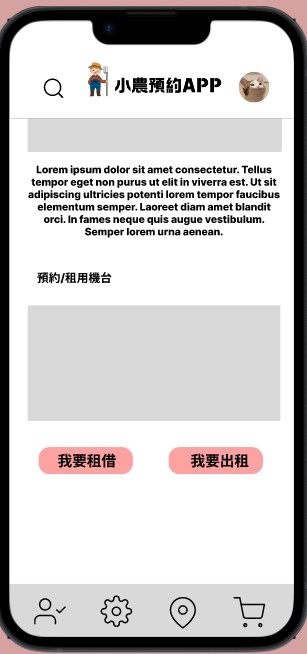 小農預約APP
Lorem ipsum dolor sit amet consectetur. Tellus
tempor eget non purus ut elit in viverra est. Ut sit
adipiscing ultricies potenti lorem tempor faucibus
elementum semper. Laoreet diam amet blandit
orci. In fames neque quis augue vestibulum.
Semper lorem urna aenean.
預約/租用機台
我要租借
我要出租